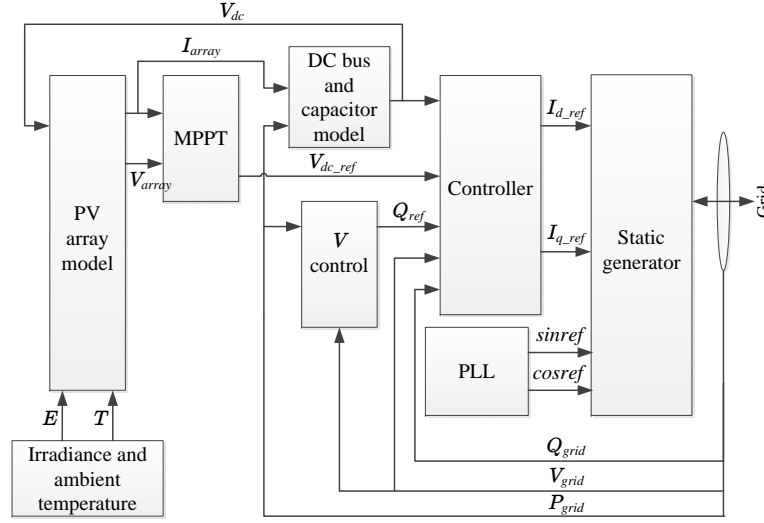 V_dc
I_array
DC bus
and
capacitor
model
MPPT
I_d_ref
V_array
V_dc_ref
Controller
Grid
PV
array
model
Q_ref
V
control
I_q_ref
Static
generator
PLL
sinref
cosref
E
T
Irradiance and
ambient
temperature
Q_grid
V_grid
P_grid